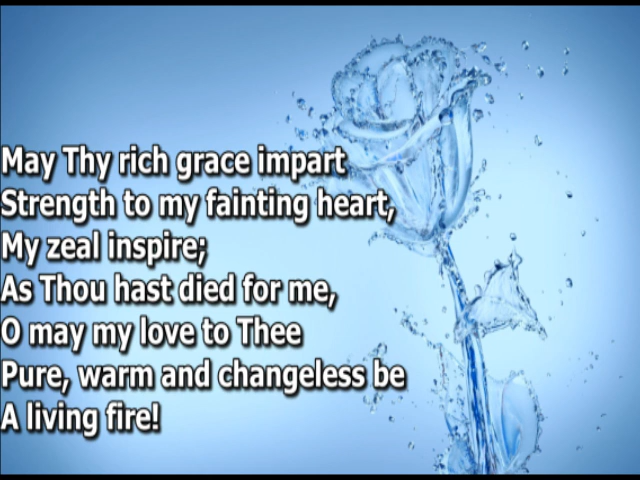 May Thy rich grace impart
Strength to my fainting heart,
My zeal inspire;
As Thou hast died for me,
O may my love to Thee
Pure, warm and changeless be
A living fire!